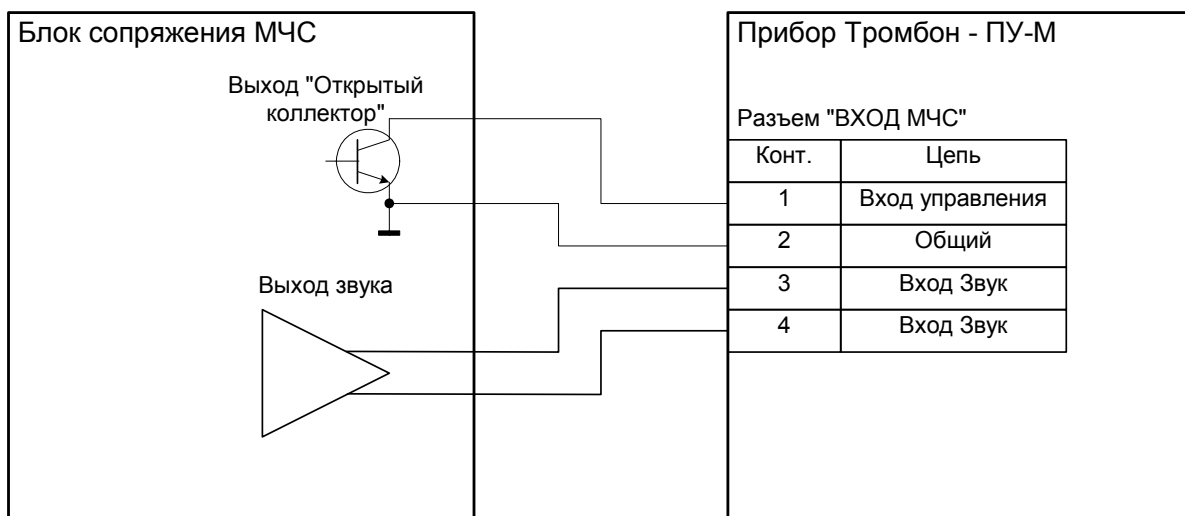 Блок сопряжения МЧС
Выход "Открытый
коллектор"
Выход звука
Прибор Тромбон - ПУ-М
Разъем "ВХОД МЧС"
Конт. Цепь
1 Вход управления
2 Общий
3 Вход Звук
4 Вход Звук